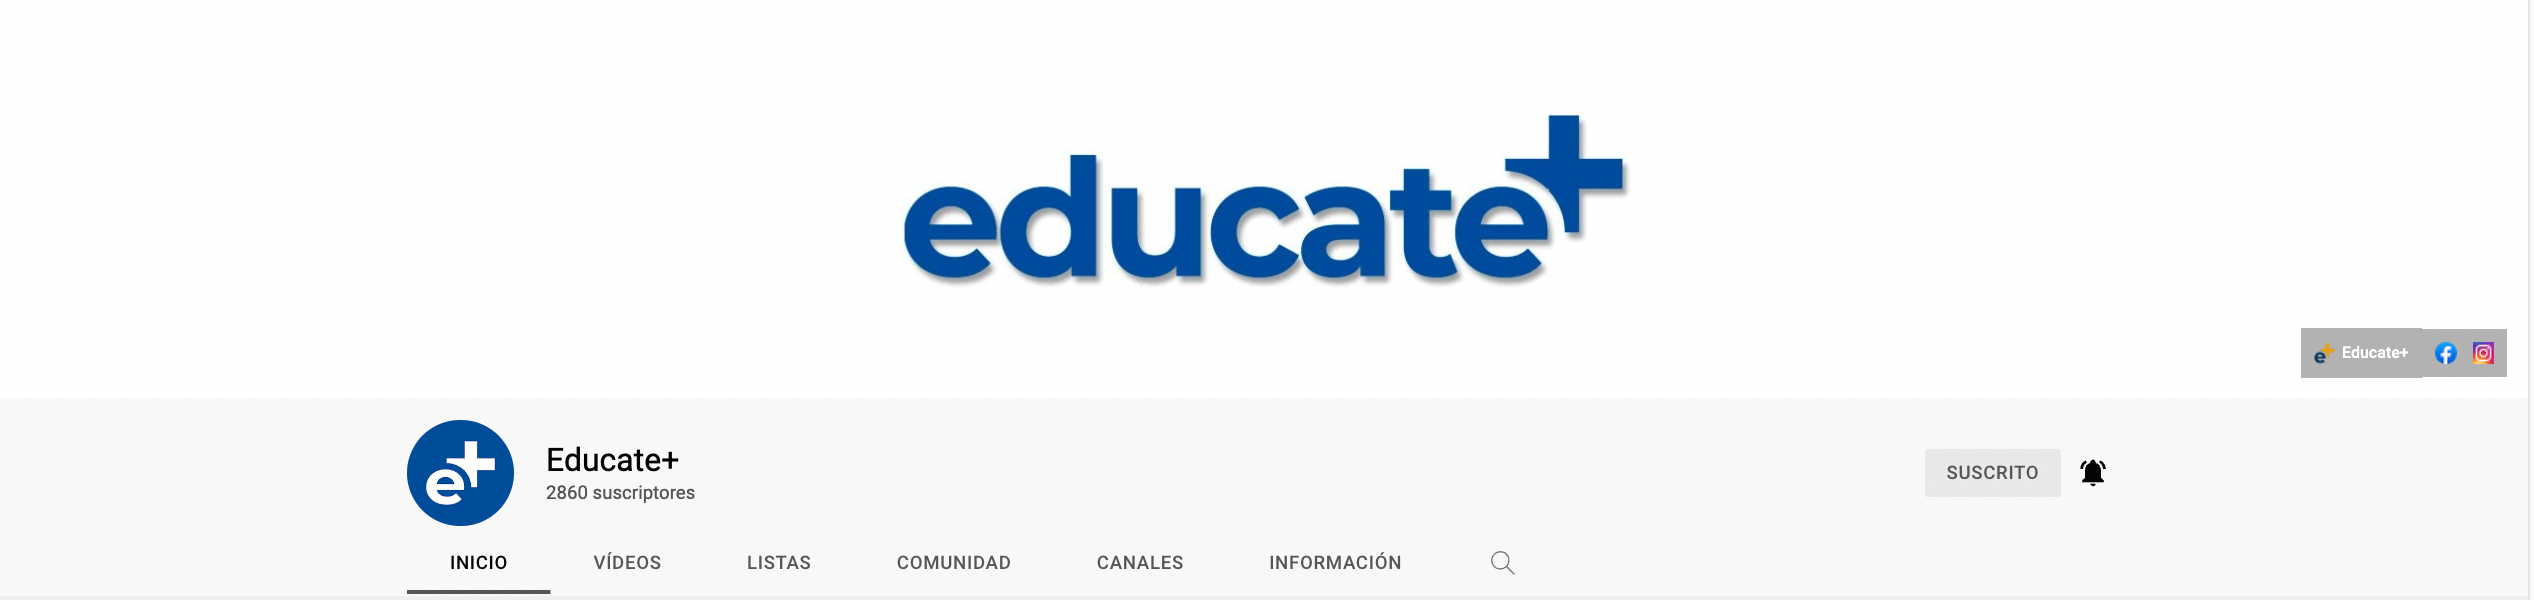 educate+
e+ Educate+
e+
Educate+
2860 suscriptores
SUSCRITO
INICIO VÍDEOS LISTAS COMUNIDAD CANALES INFORMACIÓN